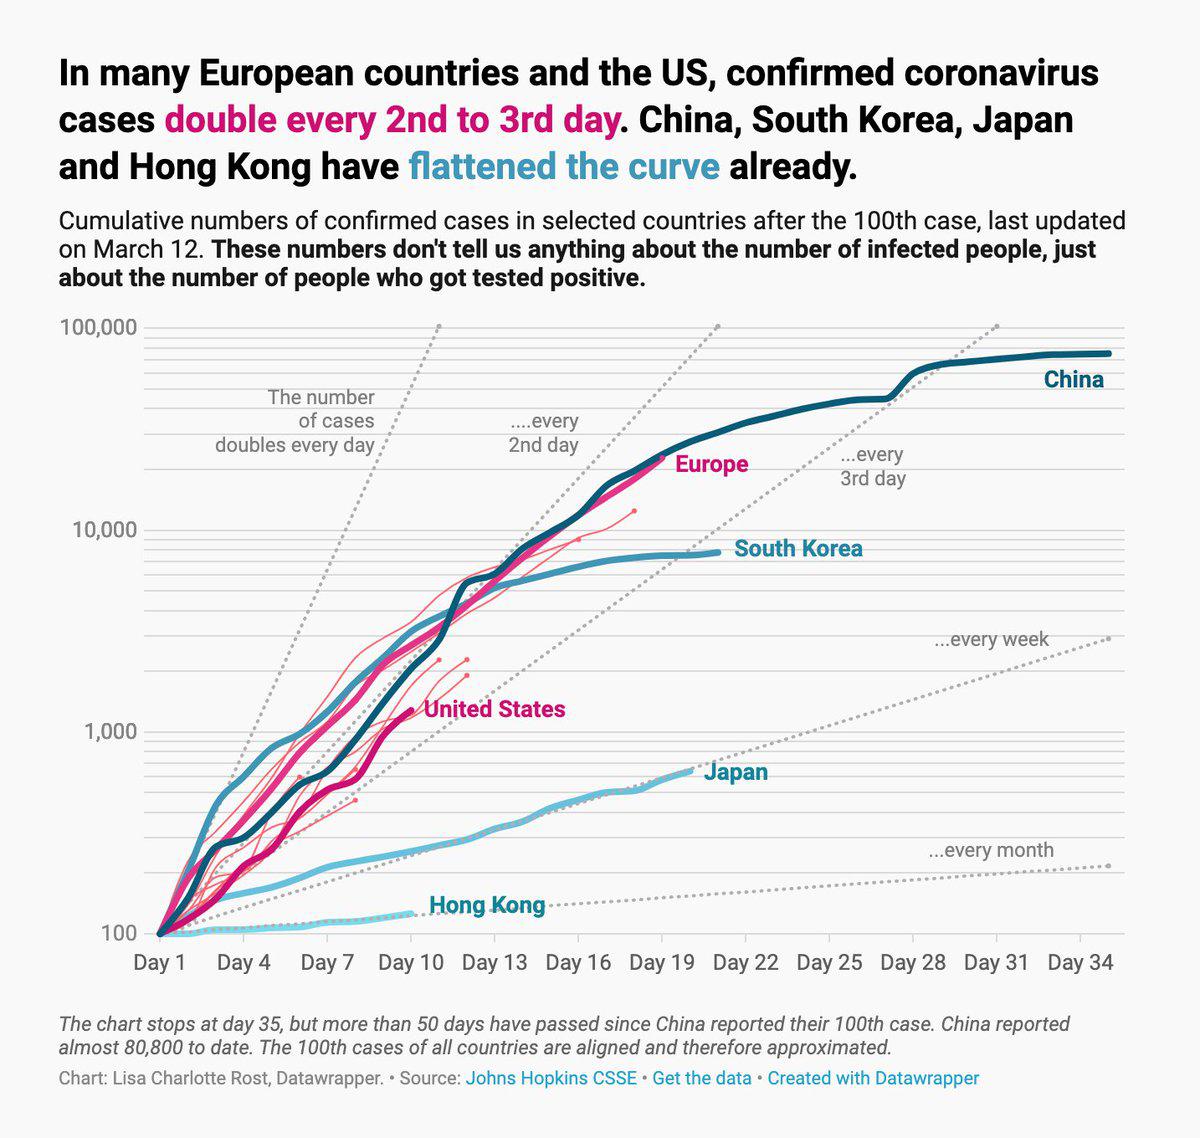 In many European countries and the US, confirmed coronavirus
cases double every 2nd to 3rd day. China, South Korea, Japan
and Hong Kong have flattened the curve already.
Cumulative numbers of confirmed cases in selected countries after the 100th case, last updated
on March 12. These numbers don't tell us anything about the number of infected people, just
about the number of people who got tested positive.
100,000
The number
of cases
doubles every day
....every
2nd day
...every
3rd day
China
Europe
10,000
South Korea
...every week
United States
1,000
Japan
...every month
Hong Kong
100
Day 1 Day 4 Day 7 Day 10 Day 13 Day 16 Day 19 Day 22 Day 25 Day 28 Day 31 Day 34
The chart stops at day 35, but more than 50 days have passed since China reported their 100th case. China reported
almost 80,800 to date. The 100th cases of all countries are aligned and therefore approximated.
Chart: Lisa Charlotte Rost, Datawrapper. • Source: Johns Hopkins CSSE • Get the data • Created with Datawrapper